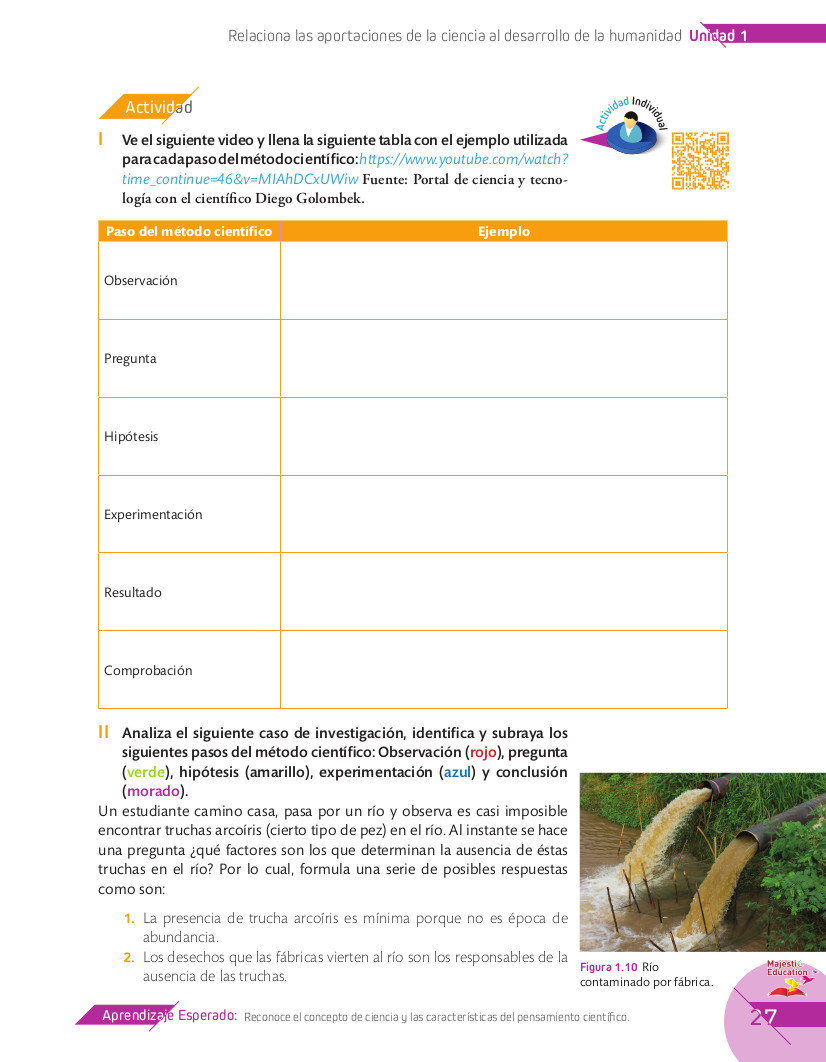 Relaciona las aportaciones de la ciencia al desarrollo de la humanidad Unidad 1
Actividad
Actividad Individual
I Ve el siguiente video y llena la siguiente tabla con el ejemplo utilizada
para cada paso del método científico: https://www.youtube.com/watch?
time_continue=46&v=MIAhDCxUWiw Fuente: Portal de ciencia y tecno-
logía con el científico Diego Golombek.
Paso del método científico Ejemplo
Observación
Pregunta
Hipótesis
Experimentación
Resultado
Comprobación
II Analiza el siguiente caso de investigación, identifica y subraya los
siguientes pasos del método científico: Observación (rojo), pregunta
(verde), hipótesis (amarillo), experimentación (azul) y conclusión
(morado).
Un estudiante camino casa, pasa por un río y observa es casi imposible
encontrar truchas arcoíris (cierto tipo de pez) en el río. Al instante se hace
una pregunta ¿qué factores son los que determinan la ausencia de éstas
truchas en el río? Por lo cual, formula una serie de posibles respuestas
como son:
1. La presencia de trucha arcoíris es mínima porque no es época de
abundancia.
2. Los desechos que las fábricas vierten al río son los responsables de la
ausencia de las truchas.
Figura 1.10 Río
contaminado por fábrica.
Majestic
Education
Aprendizaje Esperado: Reconoce el concepto de ciencia y las características del pensamiento científico.
27